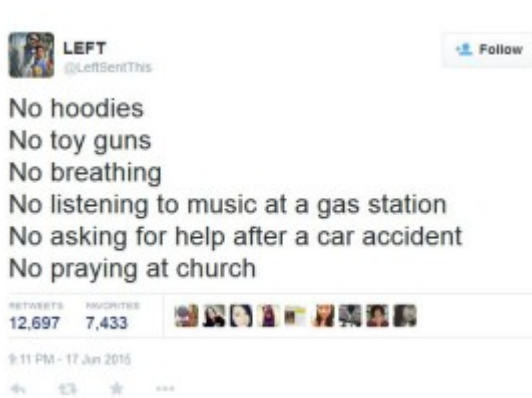 LEFT
Follow
@LeftSentThis
No hoodies
No toy guns
No breathing
No listening to music at a gas station
No asking for help after a car accident
No praying at church
RETWEETS FAVORITES
12,697 7,433
9:11 PM - 17 Jun 2015